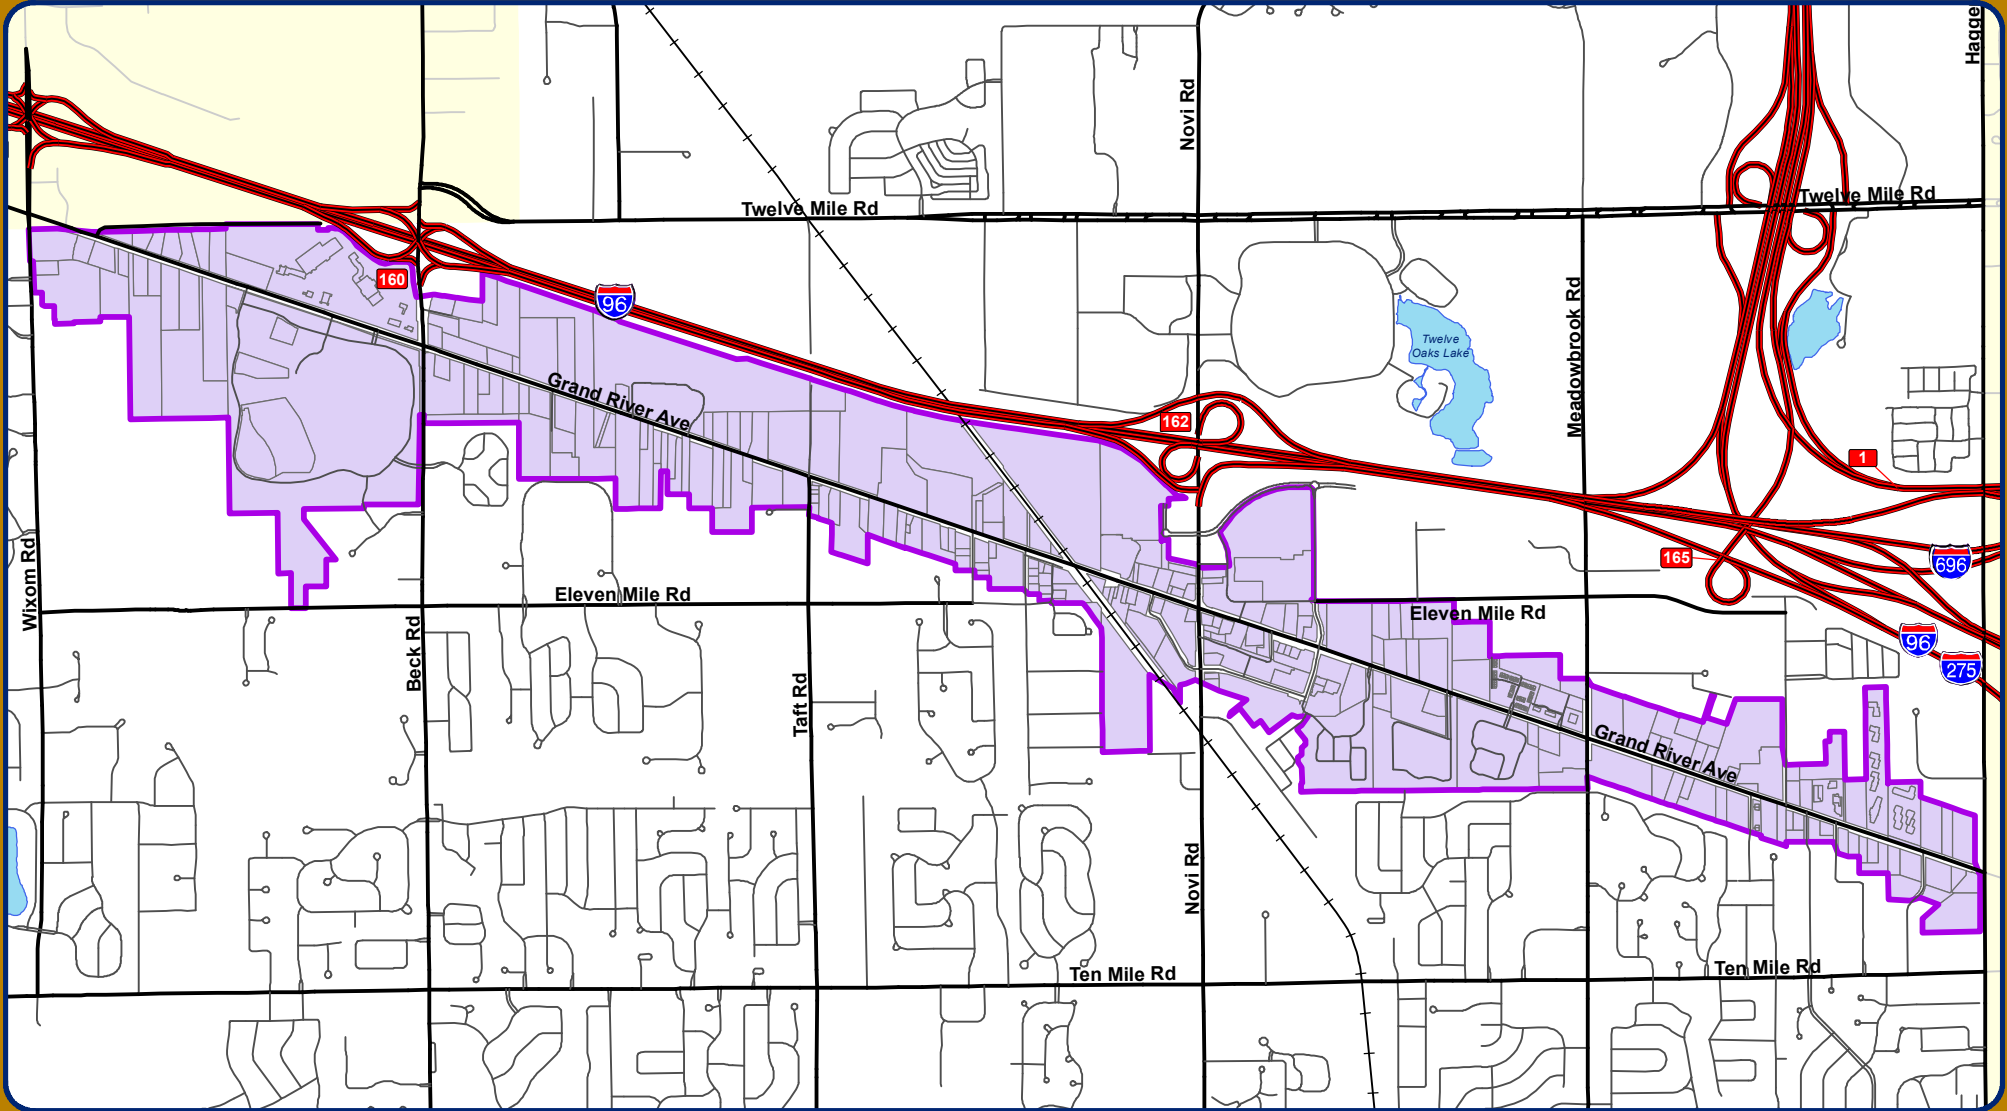 Hagge
Novi Rd
Twelve Mile Rd
Twelve Mile Rd
160
96
Meadowbrook Rd
Twelve
Oaks Lake
Grand River Ave
162
1
165
696
Wixom Rd
Eleven Mile Rd
Eleven Mile Rd
Beck Rd
96
275
Taft Rd
Grand River Ave
Novi Rd
Ten Mile Rd
Ten Mile Rd